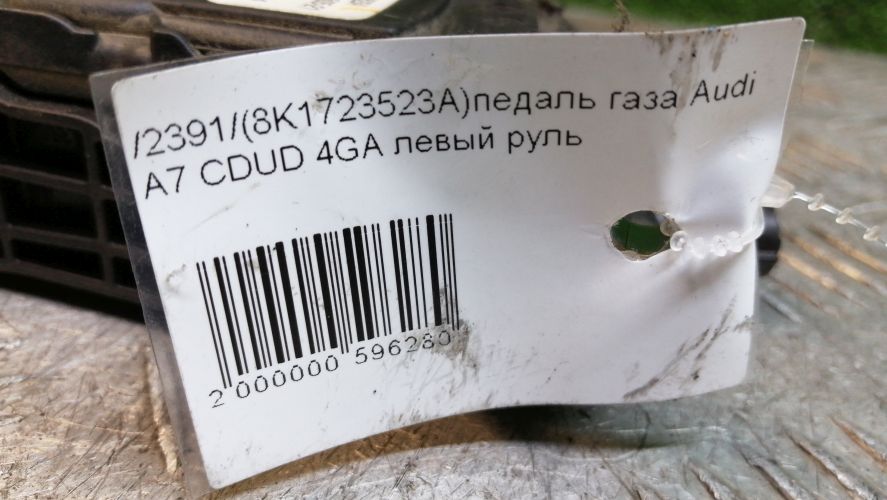 /2391/(8K1723523A)педаль газа Audi
A7 CDUD 4GA левый руль
2 000000 596280